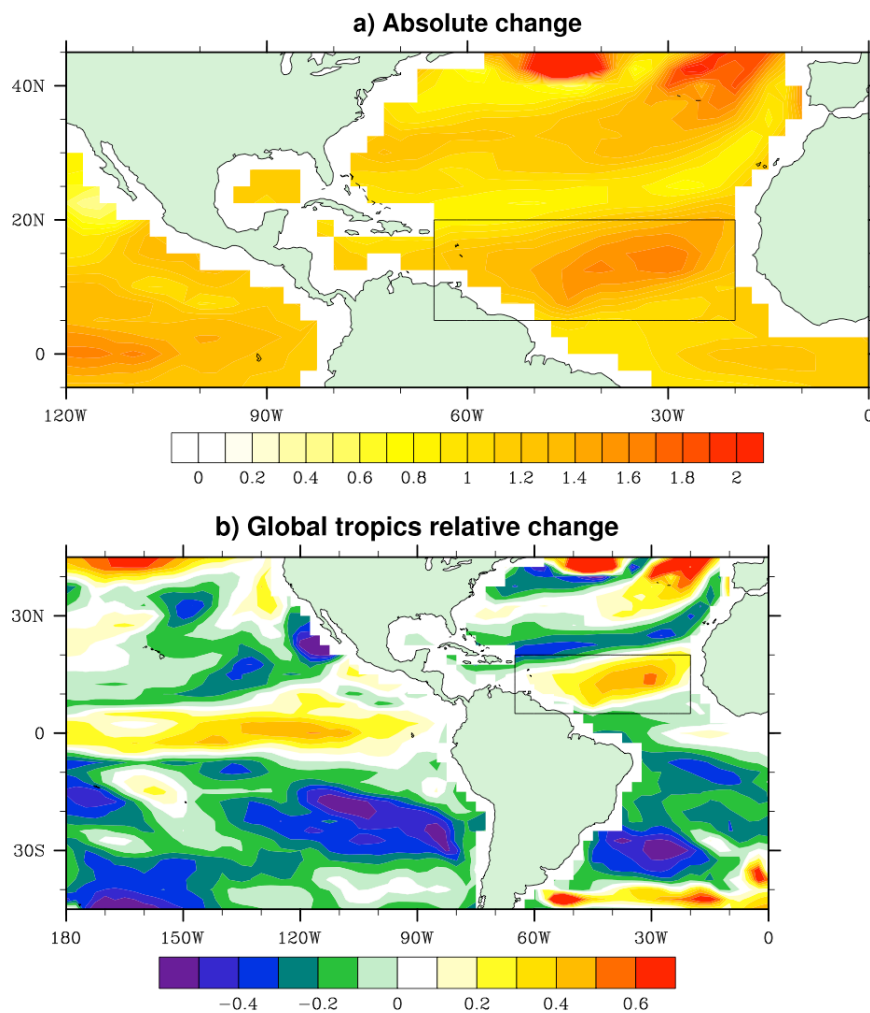 a) Absolute change
40N
20N
0
120W 90W 60W 30W 0
0 0.2 0.4 0.6 0.8 1 1.2 1.4 1.6 1.8 2
b) Global tropics relative change
30N
0
30S
180 150W 120W 90W 60W 30W 0
−0.4 −0.2 0 0.2 0.4 0.6